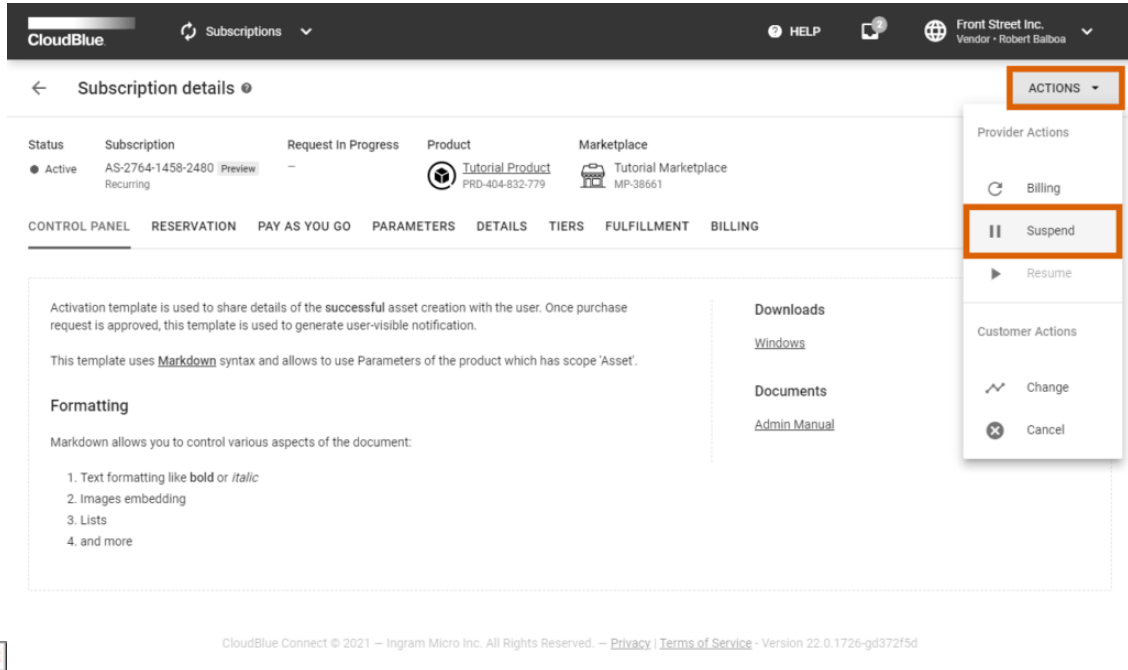 CloudBlue.
Subscriptions
HELP
2
Front Street Inc.
Vendor • Robert Balboa
Subscription details
ACTIONS
Status
Subscription
Request In Progress
Product
Marketplace
Active
AS-2764-1458-2480 Preview
Recurring
–
Tutorial Product
PRD-404-832-779
Tutorial Marketplace
MP-38661
CONTROL PANEL RESERVATION PAY AS YOU GO PARAMETERS DETAILS TIERS FULFILLMENT BILLING
Provider Actions
Billing
Suspend
Resume
Customer Actions
Change
Cancel
Activation template is used to share details of the successful asset creation with the user. Once purchase
request is approved, this template is used to generate user-visible notification.
This template uses Markdown syntax and allows to use Parameters of the product which has scope 'Asset'.
Formatting
Markdown allows you to control various aspects of the document:
1. Text formatting like bold or italic
2. Images embedding
3. Lists
4. and more
Downloads
Windows
Documents
Admin Manual
CloudBlue Connect © 2021 — Ingram Micro Inc. All Rights Reserved. — Privacy | Terms of Service - Version 22.0.1726-gd372f5d